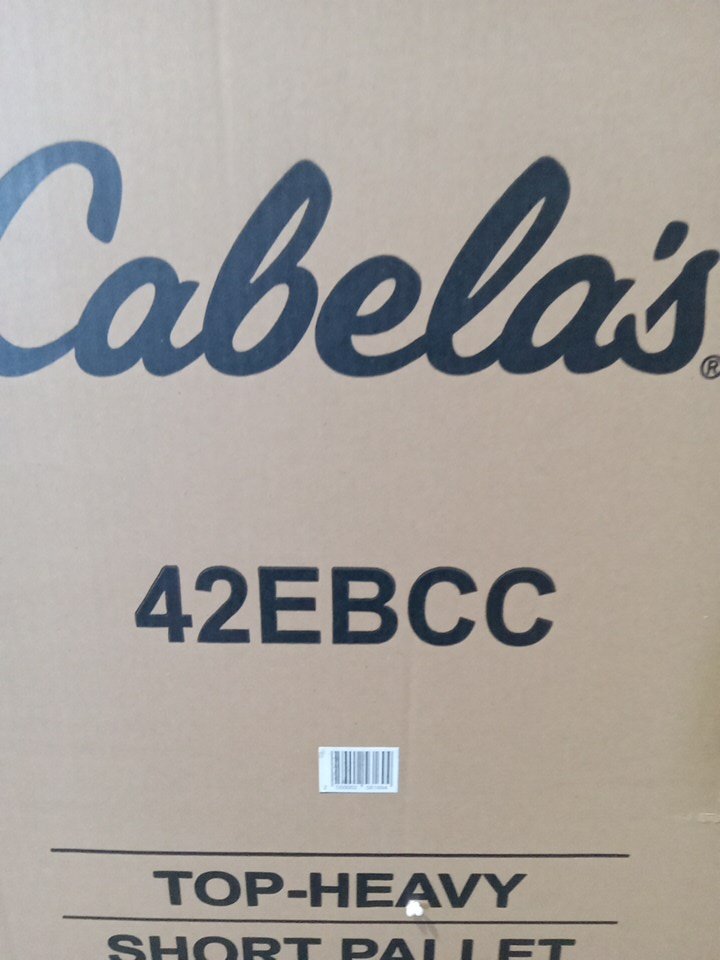 Cabela's®
42EBCC
TOP-HEAVY
SHORT PALLET